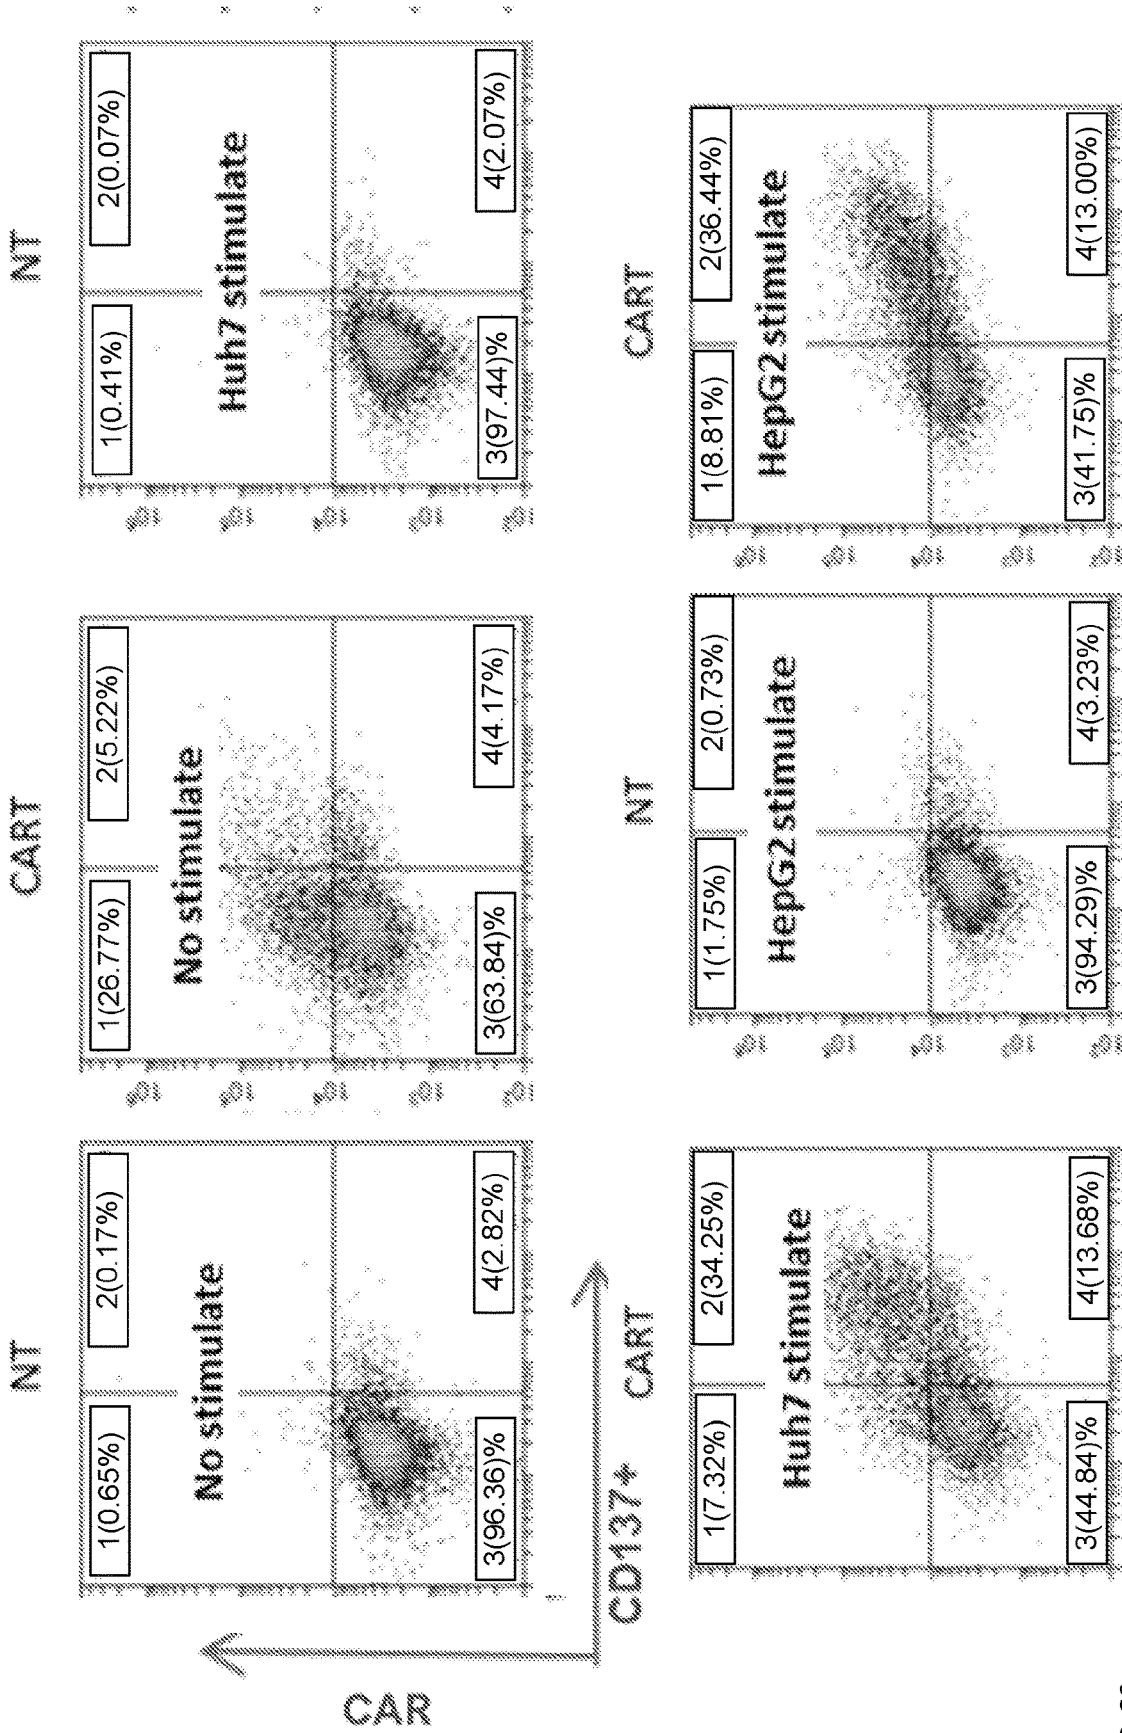 NT
CART
NT
1(0.65%) 2(0.17%)
No stimulate
3(96.36)% 4(2.82%)
1(26.77%) 2(5.22%)
No stimulate
3(63.84)% 4(4.17%)
1(0.41%) 2(0.07%)
Huh7 stimulate
3(97.44)% 4(2.07%)
CAR
CD137+
CART
NT
CART
1(7.32%) 2(34.25%)
Huh7 stimulate
3(44.84)% 4(13.68%)
1(1.75%) 2(0.73%)
HepG2 stimulate
3(94.29)% 4(3.23%)
1(8.81%) 2(36.44%)
HepG2 stimulate
3(41.75)% 4(13.00%)